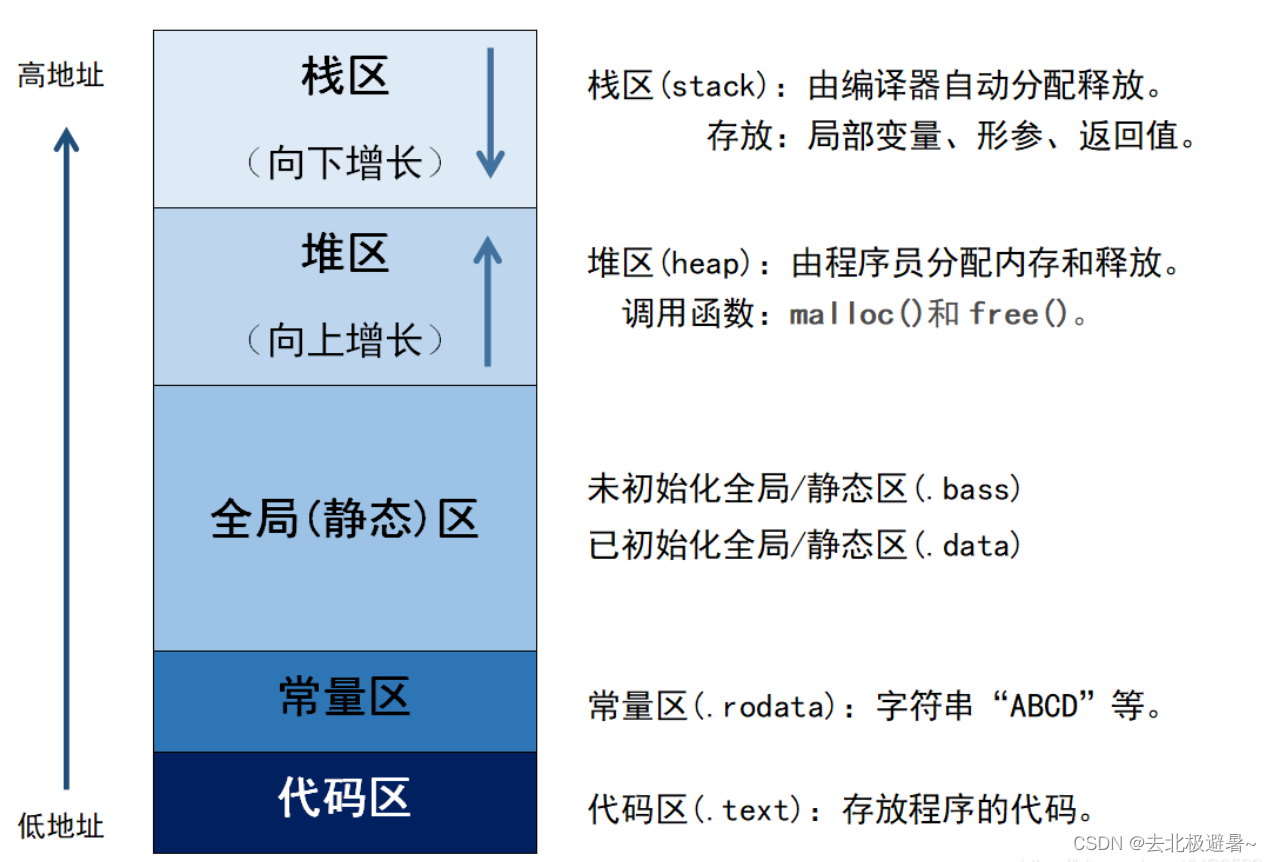 高地址
栈区
（向下增长）
栈区(stack)：由编译器自动分配释放。
存放：局部变量、形参、返回值。
堆区
（向上增长）
堆区(heap)：由程序员分配内存和释放。
调用函数：malloc()和 free()。
全局(静态)区
未初始化全局/静态区(.bass)
已初始化全局/静态区(.data)
常量区
常量区(.rodata)：字符串“ABCD”等。
代码区
代码区(.text)：存放程序的代码。
低地址
CSDN @去北极避暑~